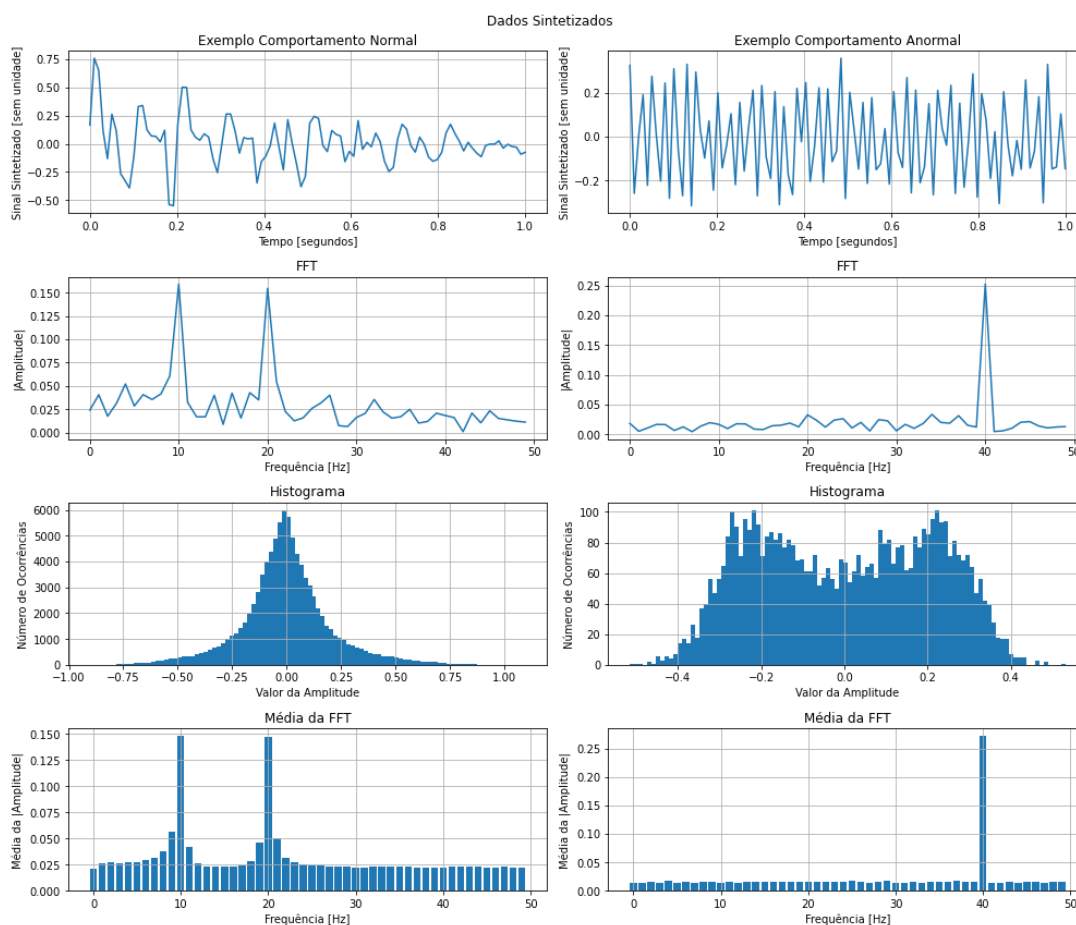 Dados Sintetizados
Exemplo Comportamento Normal
Sinal Sintetizado [sem unidade]
0.75
0.50
0.25
0.00
−0.25
−0.50
0.0 0.2 0.4 0.6 0.8 1.0
Tempo [segundos]
Exemplo Comportamento Anormal
Sinal Sintetizado [sem unidade]
0.2
0.0
−0.2
0.0 0.2 0.4 0.6 0.8 1.0
Tempo [segundos]
FFT
|Amplitude|
0.150
0.125
0.100
0.075
0.050
0.025
0.000
0 10 20 30 40 50
Frequência [Hz]
FFT
|Amplitude|
0.25
0.20
0.15
0.10
0.05
0.00
0 10 20 30 40 50
Frequência [Hz]
Histograma
Número de Ocorrências
6000
5000
4000
3000
2000
1000
0
−1.00 −0.75 −0.50 −0.25 0.00 0.25 0.50 0.75 1.00
Valor da Amplitude
Histograma
Número de Ocorrências
100
80
60
40
20
0
−0.4 −0.2 0.0 0.2 0.4
Valor da Amplitude
Média da FFT
Média da |Amplitude|
0.150
0.125
0.100
0.075
0.050
0.025
0.000
0 10 20 30 40 50
Frequência [Hz]
Média da FFT
Média da |Amplitude|
0.25
0.20
0.15
0.10
0.05
0.00
0 10 20 30 40 50
Frequência [Hz]